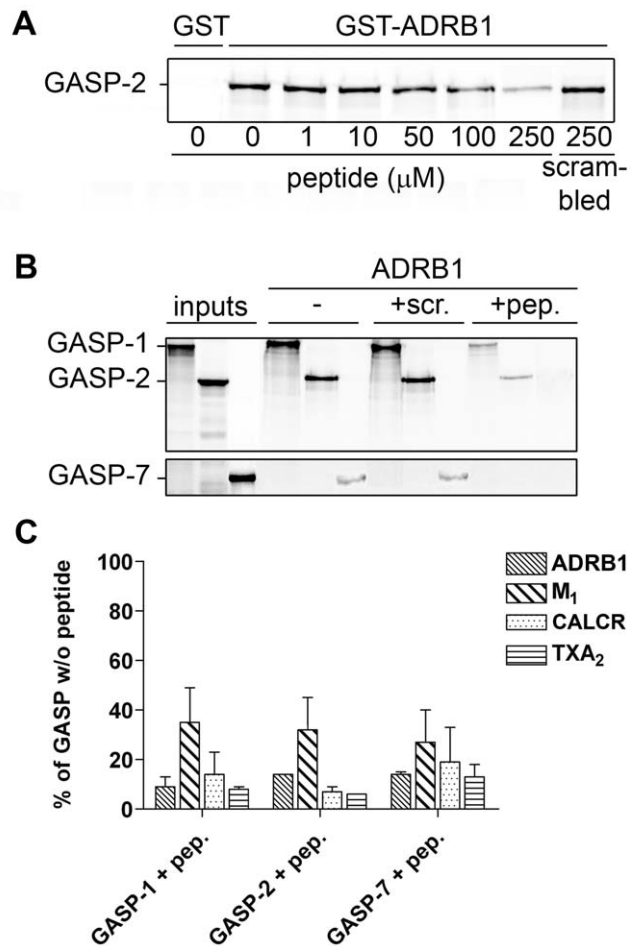 A
GST GST-ADRB1
GASP-2
0 0 1 10 50 100 250 250
peptide (μM) scram-
bled
B
ADRB1
inputs - +scr. +pep.
GASP-1
GASP-2
GASP-7
C
% of GASP w/o peptide
100
80
60
40
20
0
GASP-1 + pep.
GASP-2 + pep.
GASP-7 + pep.
ADRB1
M1
CALCR
TXA2